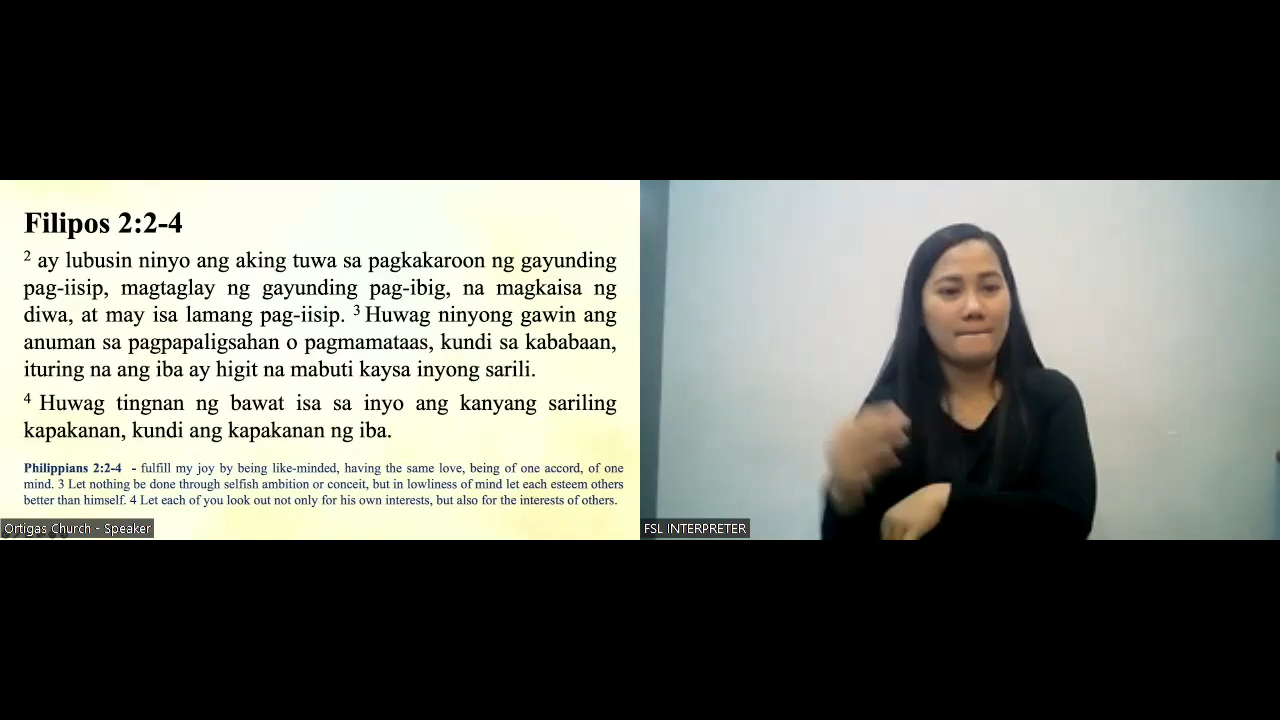 Filipos 2:2-4
2 ay lubusin ninyo ang aking tuwa sa pagkakaroon ng gayunding
pag-iisip, magtaglay ng gayunding pag-ibig, na magkaisa ng
diwa, at may isa lamang pag-iisip. 3 Huwag ninyong gawin ang
anuman sa pagpapaligsahan o pagmamataas, kundi sa kababaan,
ituring na ang iba ay higit na mabuti kaysa inyong sarili.
4 Huwag tingnan ng bawat isa sa inyo ang kanyang sariling
kapakanan, kundi ang kapakanan ng iba.
Philippians 2:2-4 - fulfill my joy by being like-minded, having the same love, being of one accord, of one
mind. 3 Let nothing be done through selfish ambition or conceit, but in lowliness of mind let each esteem others
better than himself. 4 Let each of you look out not only for his own interests, but also for the interests of others.
Ortigas Church - Speaker
FSL INTERPRETER